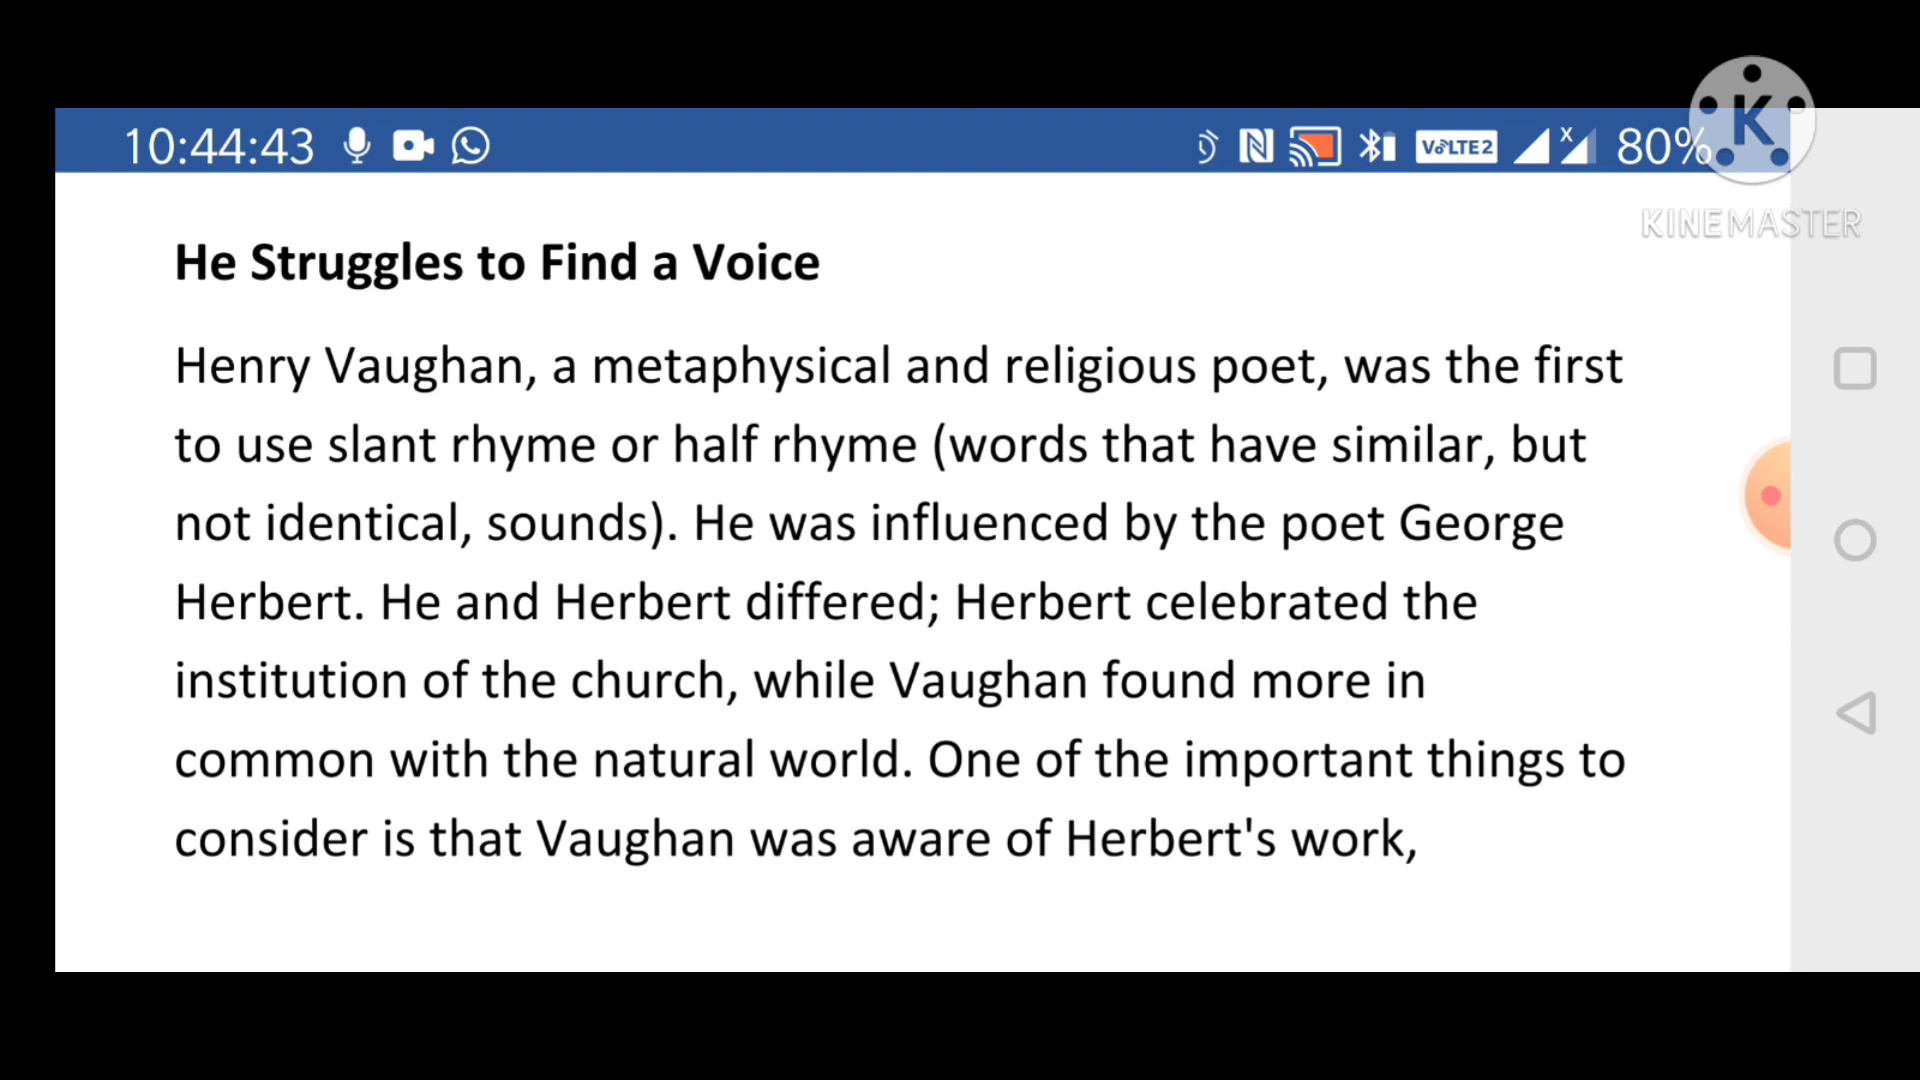 10:44:43 VoLTE2 x 80%
K
KINEMASTER
He Struggles to Find a Voice
Henry Vaughan, a metaphysical and religious poet, was the first
to use slant rhyme or half rhyme (words that have similar, but
not identical, sounds). He was influenced by the poet George
Herbert. He and Herbert differed; Herbert celebrated the
institution of the church, while Vaughan found more in
common with the natural world. One of the important things to
consider is that Vaughan was aware of Herbert's work,